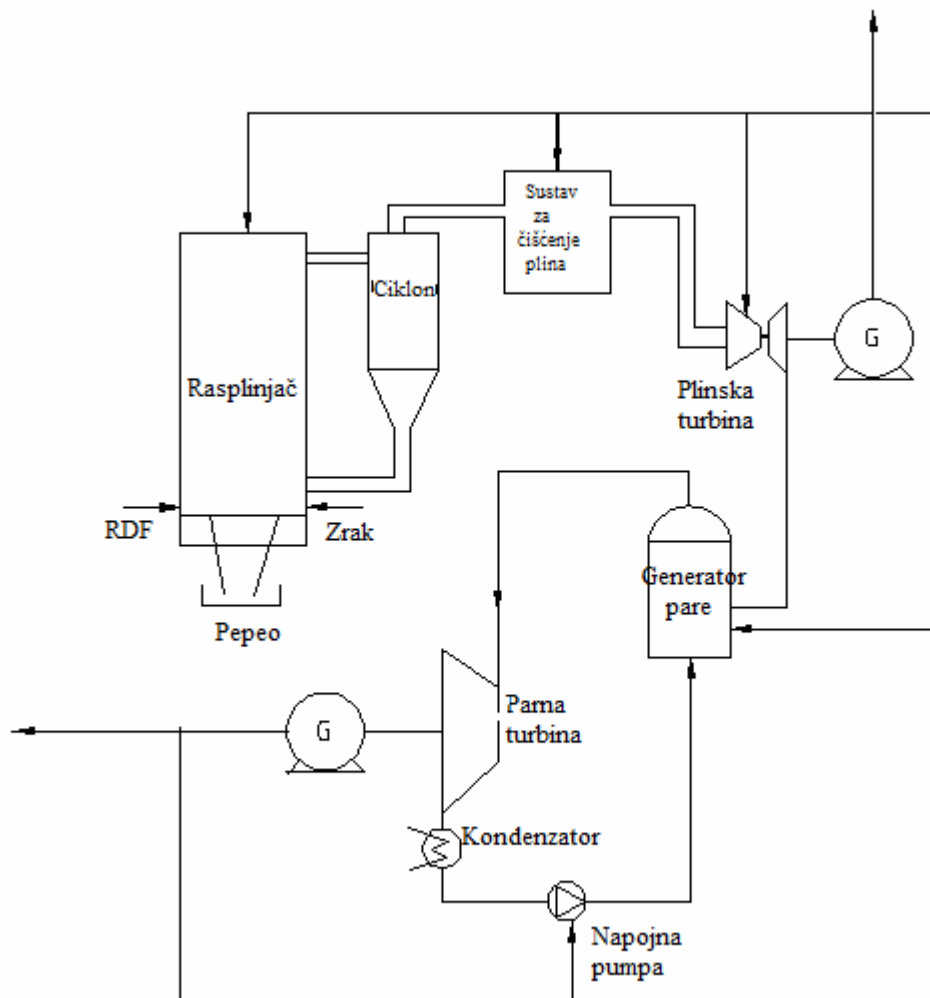 Sustav
za
čišćenje
plina
Ciklon
Rasplinjač
G
Plinska
turbina
RDF
Zrak
Generator
pare
Pepeo
Parna
turbina
G
Kondenzator
Napojna
pumpa